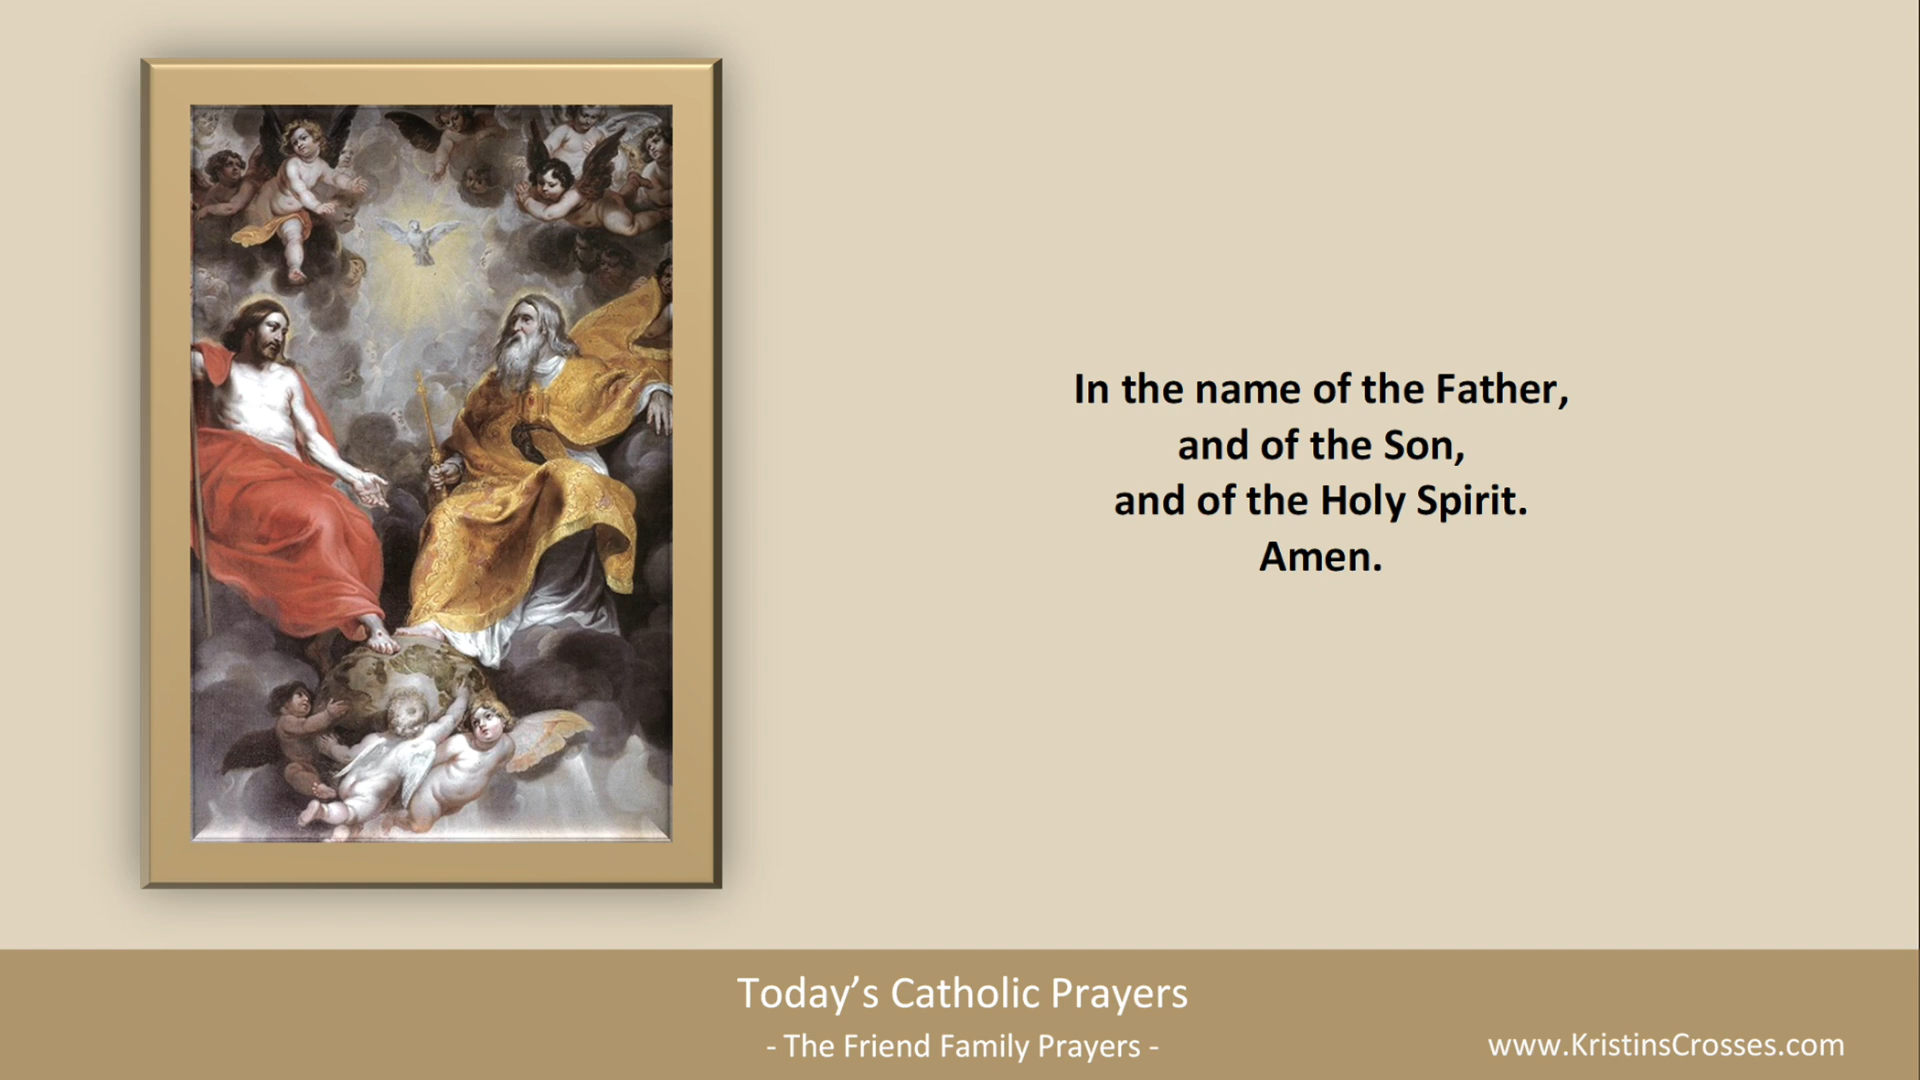 In the name of the Father,
and of the Son,
and of the Holy Spirit.
Amen.
Today’s Catholic Prayers
- The Friend Family Prayers -
www.KristinsCrosses.com